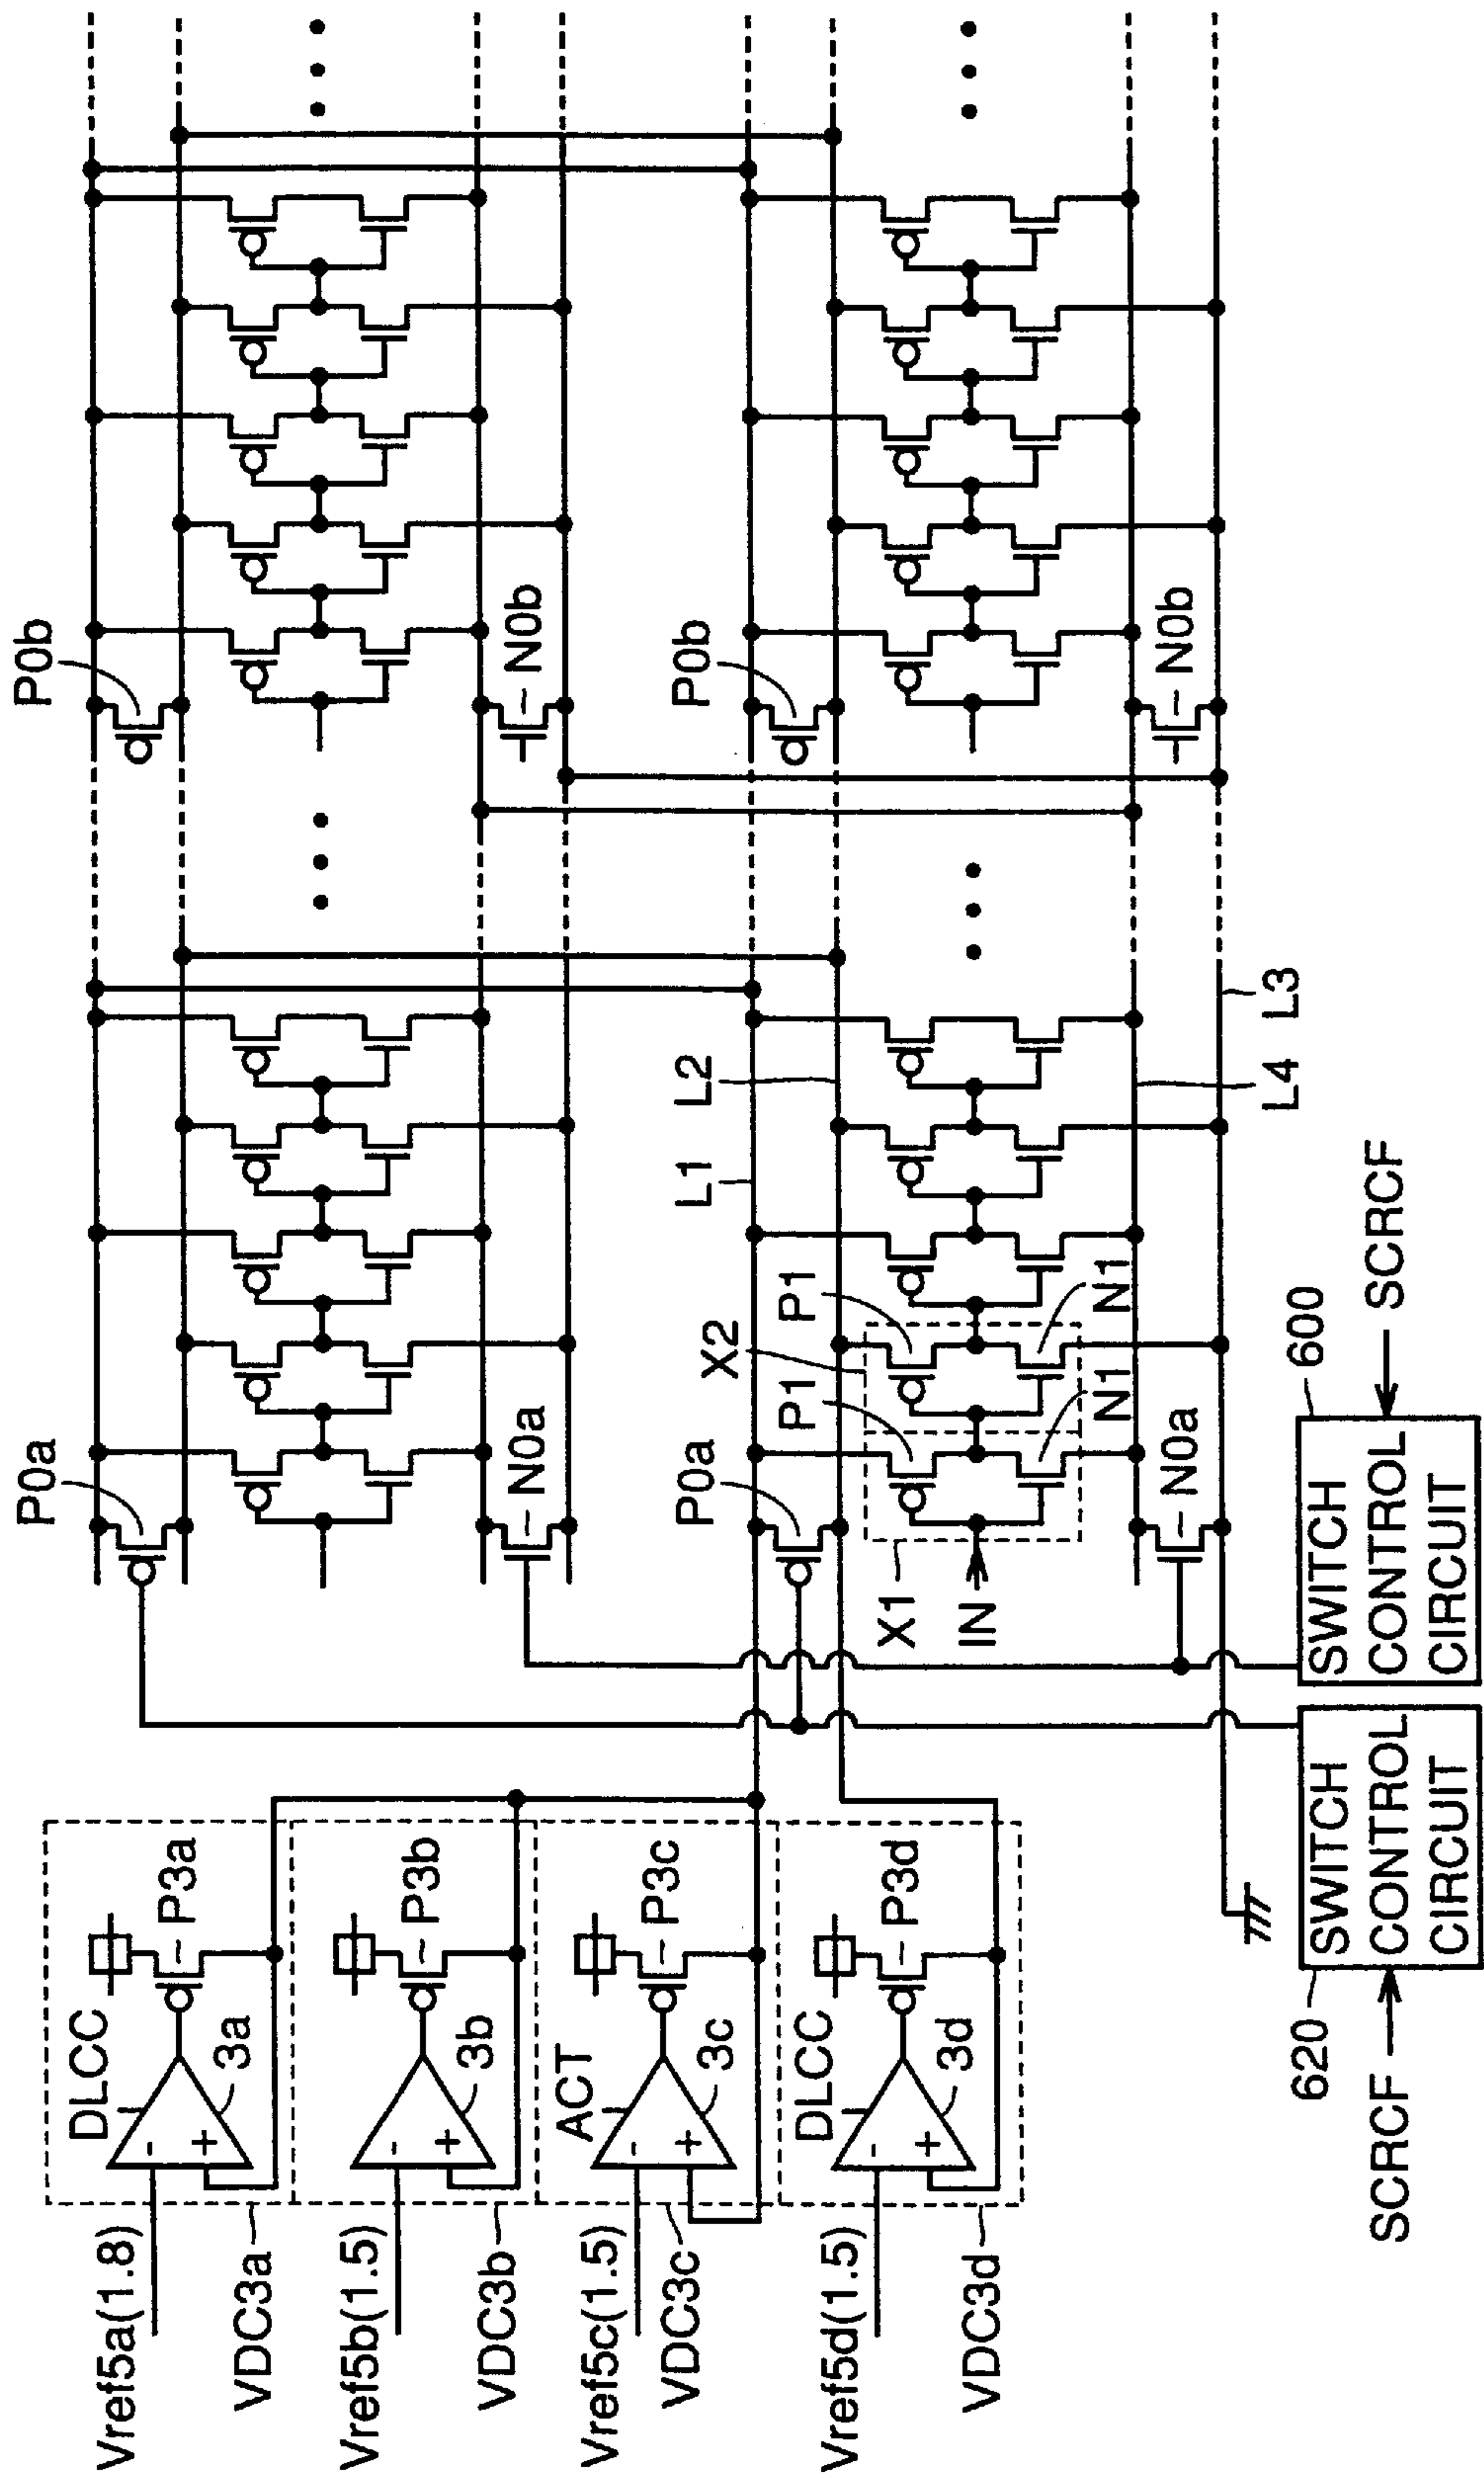 Vref5a(1.8)
VDC3a
DLCC
3a
P3a
Vref5b(1.5)
VDC3b
3b
P3b
Vref5c(1.5)
VDC3c
ACT
3c
P3c
Vref5d(1.5)
VDC3d
DLCC
3d
P3d
- +
- +
- +
- +
P0a
N0a
P0b
N0b
P0a
P0b
L1
L2
X2
P1
P1
X1
IN
N1
N1
N0a
N0b
L4
L3
SCRCF
620
SWITCH
CONTROL
CIRCUIT
600
SWITCH
CONTROL
CIRCUIT
SCRCF